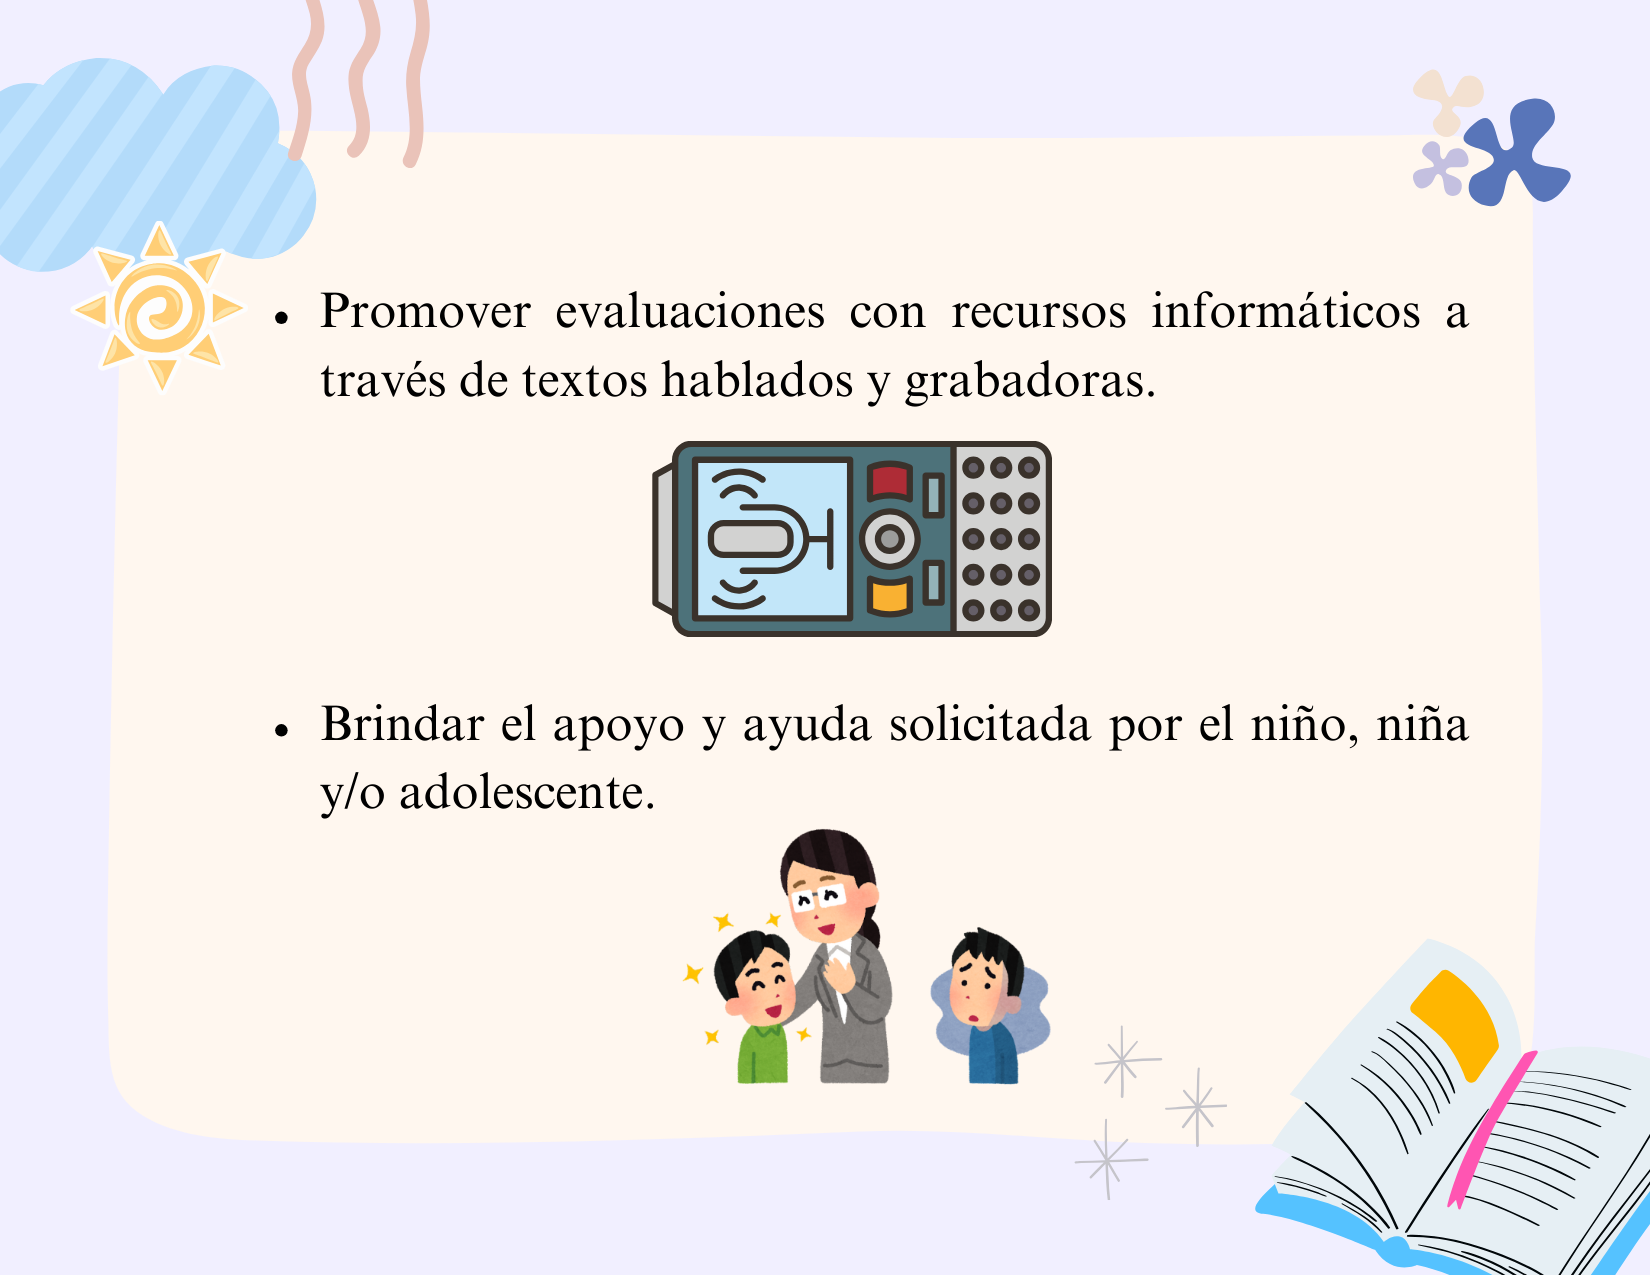 • Promover evaluaciones con recursos informáticos a
través de textos hablados y grabadoras.
• Brindar el apoyo y ayuda solicitada por el niño, niña
y/o adolescente.